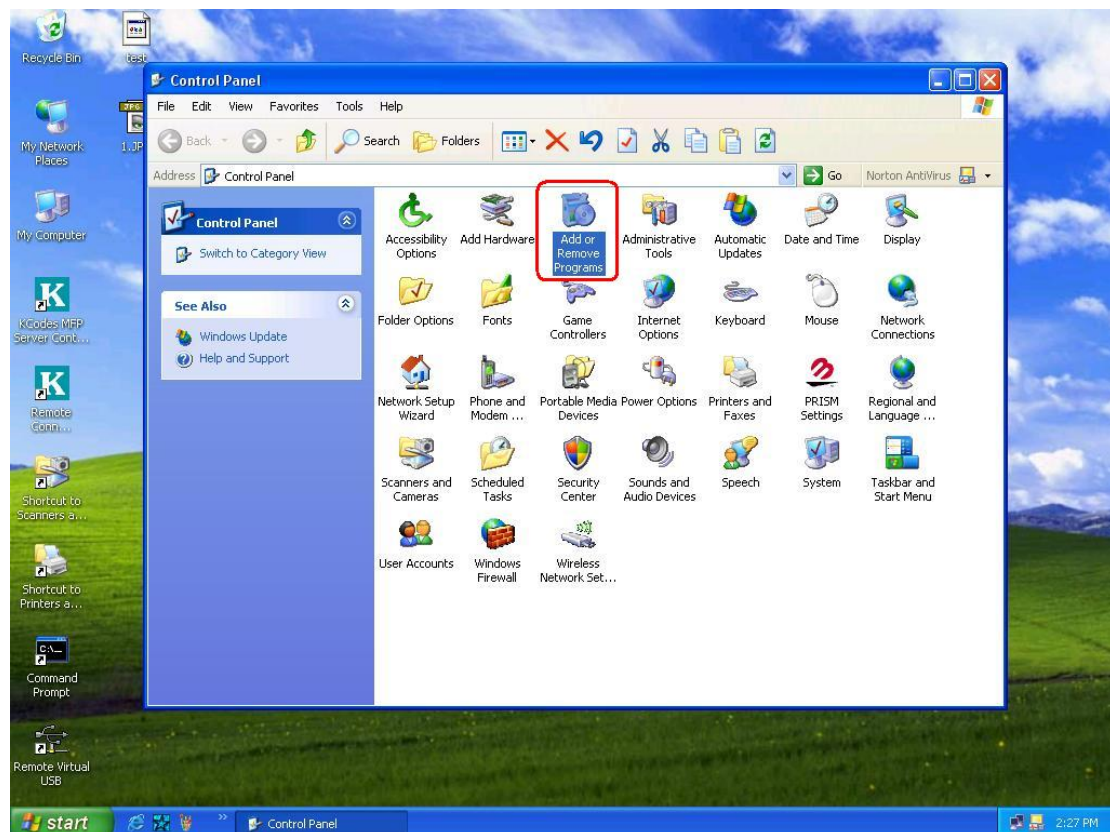 Recycle Bin
test
My Network
Places
1.JP
My Computer
KCodes MFP
Server Cont...
Remote
Conn...
Shortcut to
Scanners a...
Shortcut to
Printers a...
C:\_
Command
Prompt
Remote Virtual
USB
Control Panel
File Edit View Favorites Tools Help
Back Search Folders
Address Control Panel Go Norton AntiVirus
Control Panel
Switch to Category View
See Also
Windows Update
Help and Support
Accessibility
Options
Add Hardware
Add or
Remove
Programs
Administrative
Tools
Automatic
Updates
Date and Time
Display
Folder Options
Fonts
Game
Controllers
Internet
Options
Keyboard
Mouse
Network
Connections
Network Setup
Wizard
Phone and
Modem ...
Portable Media
Devices
Power Options
Printers and
Faxes
PRISM
Settings
Regional and
Language ...
Scanners and
Cameras
Scheduled
Tasks
Security
Center
Sounds and
Audio Devices
Speech
System
Taskbar and
Start Menu
User Accounts
Windows
Firewall
Wireless
Network Set...
start
Control Panel
2:27 PM